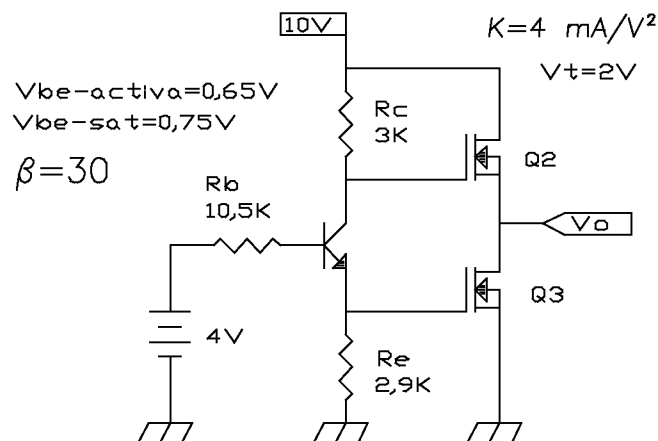 10V
K=4 mA/V²
Vt=2V
Vbe-activa=0,65V
Vbe-sat=0,75V
β=30
Rc
3K
Q2
Rb
10,5K
Vo
Q3
4V
Re
2,9K